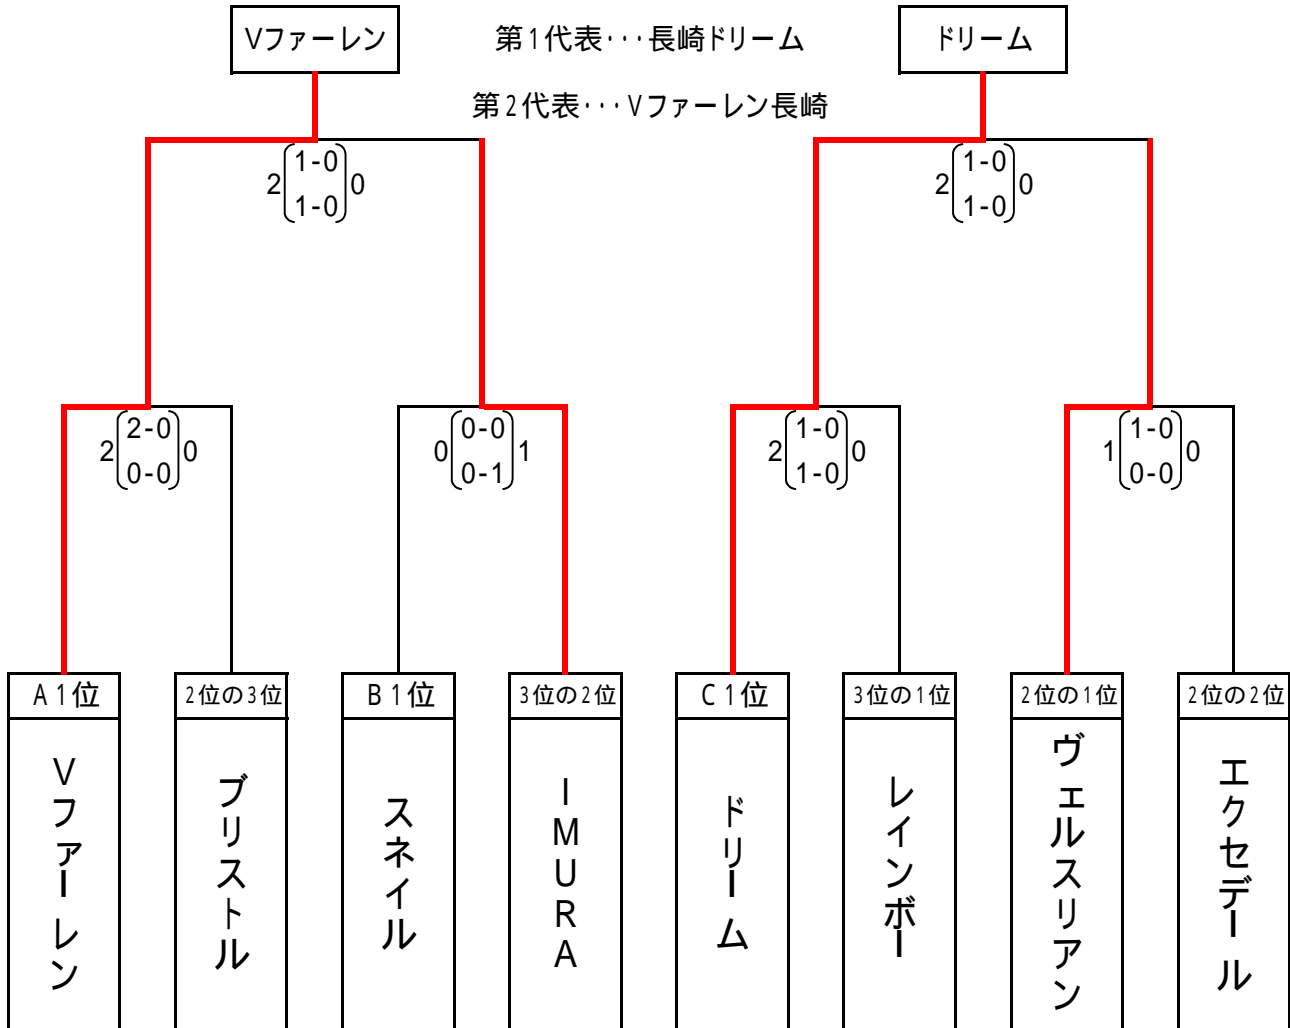 Vファーレン
第1代表・・・長崎ドリーム
ドリーム
第2代表・・・Vファーレン長崎
2 1-0 0
1-0
2 1-0 0
1-0
2 2-0 0
0-0
0 0-0 1
0-1
2 1-0 0
1-0
1 1-0 0
0-0
A1位
2位の3位
B1位
3位の2位
C1位
3位の1位
2位の1位
2位の2位
Vファーレン
ブリストル
スネイル
IMURA
ドリーム
レインボー
ヴェルスリアン
エクセデール